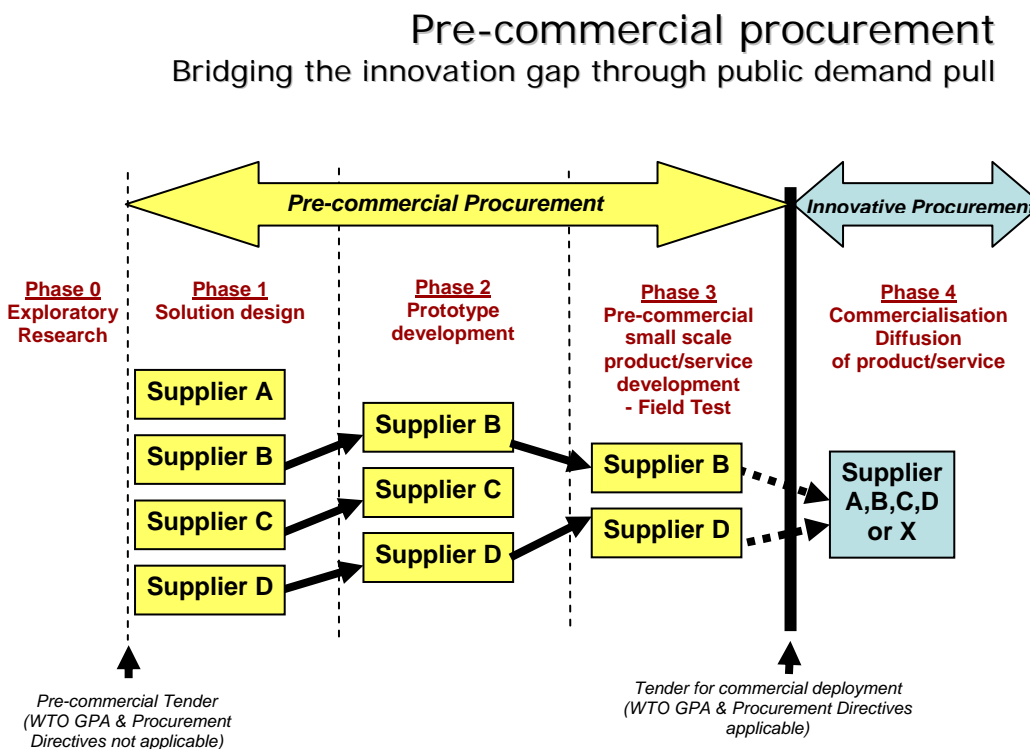 Pre-commercial procurement
Bridging the innovation gap through public demand pull
Pre-commercial Procurement
Innovative Procurement
Phase 0
Exploratory
Research
Phase 1
Solution design
Phase 2
Prototype
development
Phase 3
Pre-commercial
small scale
product/service
development
- Field Test
Phase 4
Commercialisation
Diffusion
of product/service
Supplier A
Supplier B
Supplier C
Supplier D
Supplier B
Supplier C
Supplier D
Supplier B
Supplier D
Supplier
A,B,C,D
or X
Pre-commercial Tender
(WTO GPA & Procurement
Directives not applicable)
Tender for commercial deployment
(WTO GPA & Procurement Directives
applicable)